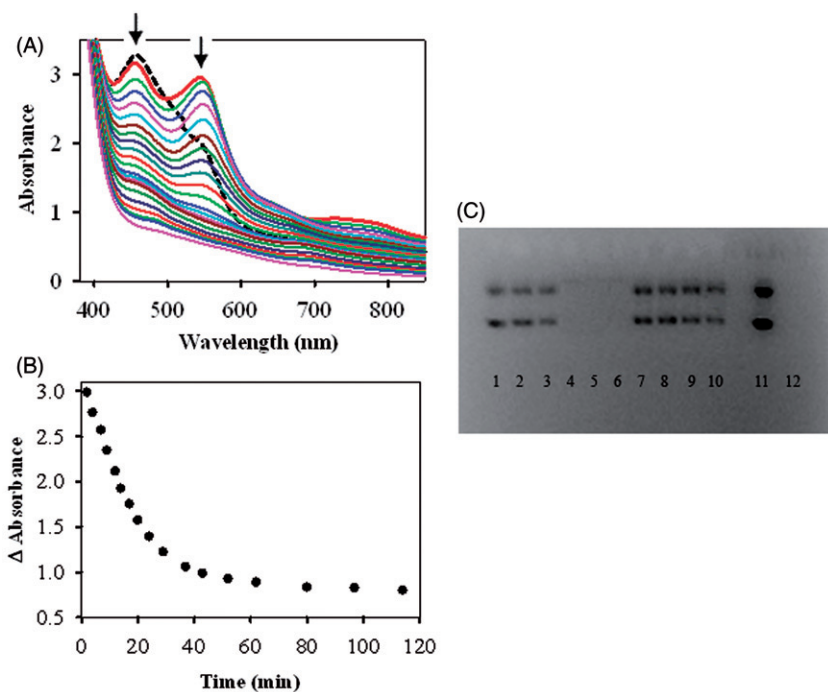 (A)
3
2
1
0
Absorbance
400 500 600 700 800
Wavelength (nm)
(B)
3.0
2.5
2.0
1.5
1.0
0.5
Δ Absorbance
0 20 40 60 80 100 120
Time (min)
(C)
1 2 3 4 5 6 7 8 9 10 11 12